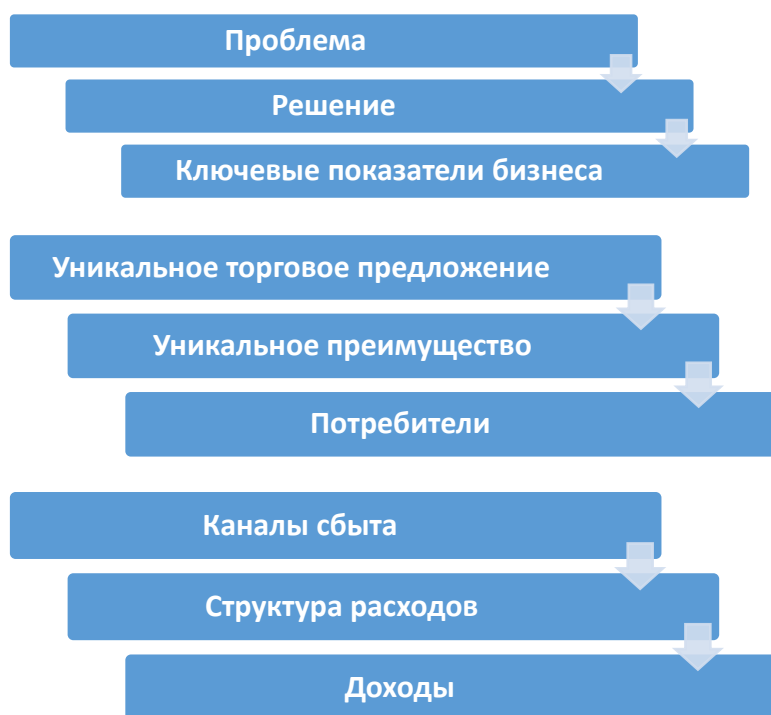 Проблема
Решение
Ключевые показатели бизнеса
Уникальное торговое предложение
Уникальное преимущество
Потребители
Каналы сбыта
Структура расходов
Доходы